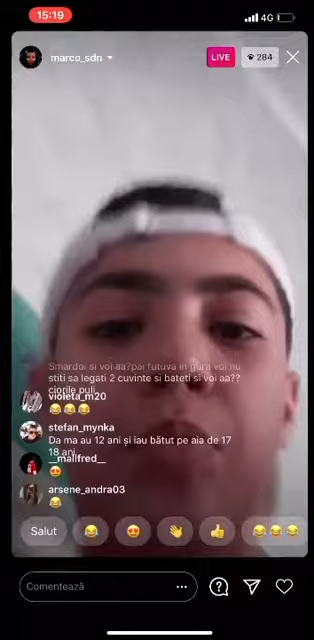 15:19
4G
marco_sdn
LIVE
284
Smardoi si voi aa?pai futuva in gura voi nu
stiti sa legati 2 cuvinte si bateti si voi aa??
ciorile puli
violeta_m20
😂😂😂
stefan_mynka
Da ma au 12 ani și iau bătut pe aia de 17
18 ani
__malifred__
😍
arsene_andra03
👏👏👏
Salut
😂
😍
👋
👍
😂😂😂
Comentează